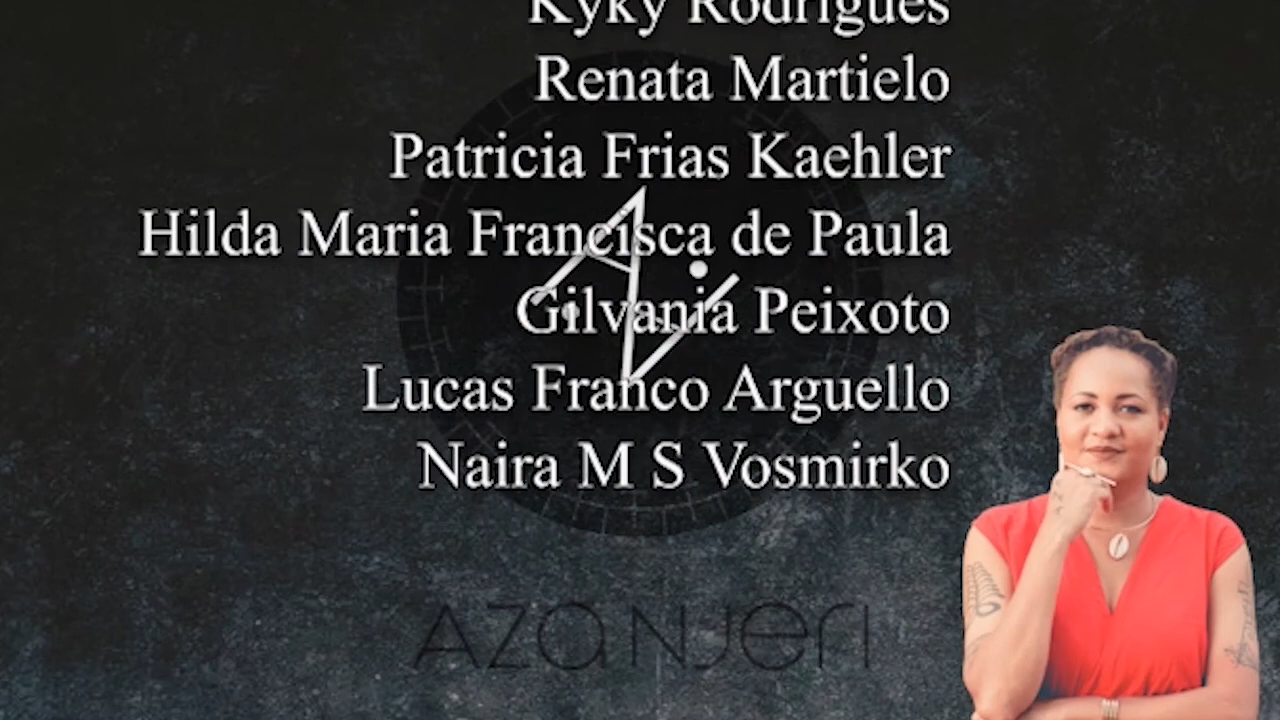 Kyky Rodrigues
Renata Martielo
Patricia Frias Kaehler
Hilda Maria Francisca de Paula
Gilvania Peixoto
Lucas Franco Arguello
Naira M S Vosmirko
AZA NJERI